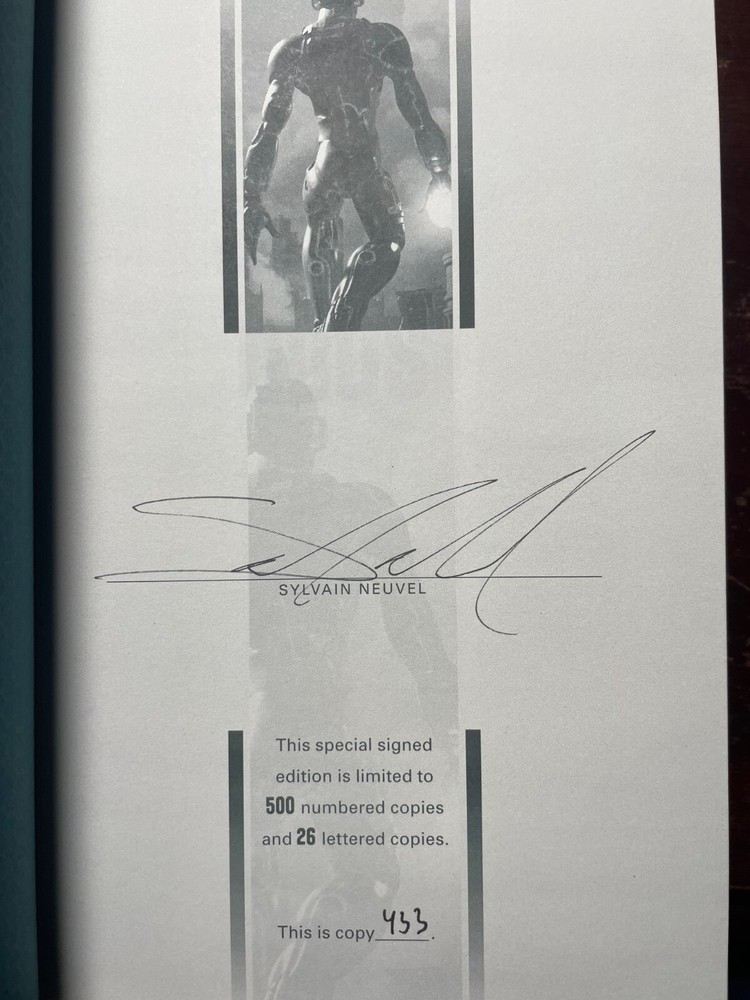 SYLVAIN NEUVEL
This special signed
edition is limited to
500 numbered copies
and 26 lettered copies.
This is copy 433.